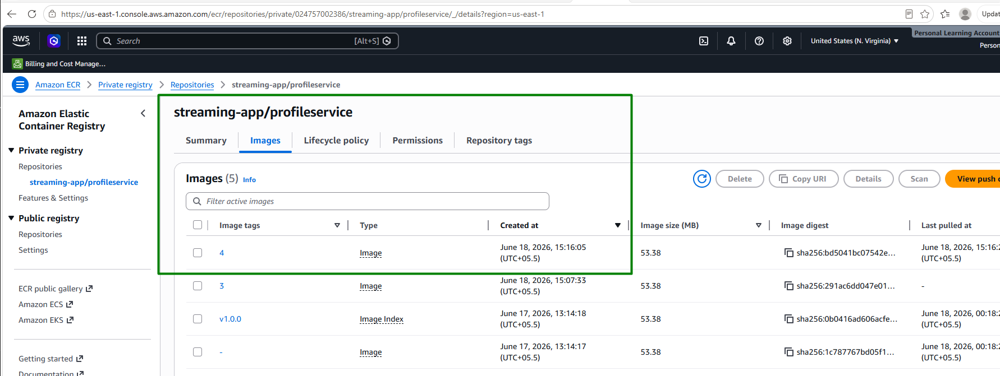 https://us-east-1.console.aws.amazon.com/ecr/repositories/private/024757002386/streaming-app/profileservice/_/details?region=us-east-1
aws
Search [Alt+S]
United States (N. Virginia)
Personal Learning Account
Billing and Cost Manage...
Amazon ECR > Private registry > Repositories > streaming-app/profileservice
Amazon Elastic
Container Registry
Private registry
Repositories
streaming-app/profileservice
Features & Settings
Public registry
Repositories
Settings
ECR public gallery
Amazon ECS
Amazon EKS
Getting started
Documentation
streaming-app/profileservice
Summary Images Lifecycle policy Permissions Repository tags
Images (5) Info
Delete Copy URI Details Scan View push
Filter active images
Image tags Type Created at Image size (MB) Image digest Last pulled at
4 Image June 18, 2026, 15:16:05 (UTC+05.5) 53.38 sha256:bd5041bc07542e... June 18, 2026, 15:16:2 (UTC+05.5)
3 Image June 18, 2026, 15:07:33 (UTC+05.5) 53.38 sha256:291ac6dd047e01... -
v1.0.0 Image Index June 17, 2026, 13:14:18 (UTC+05.5) 53.38 sha256:0b0416ad606acfe... June 18, 2026, 00:18:2 (UTC+05.5)
- Image June 17, 2026, 13:14:17 (UTC+05.5) 53.38 sha256:1c787767bd05f1... June 18, 2026, 00:18:2 (UTC+05.5)